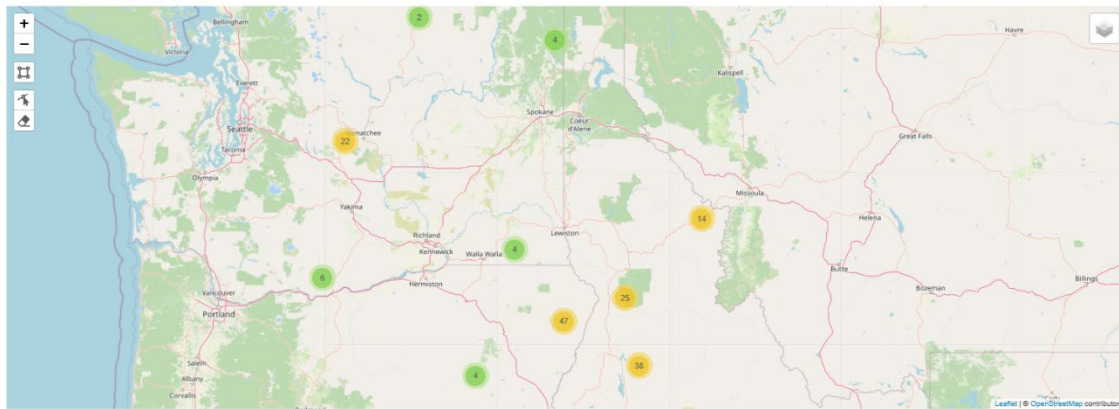 +
−
2
4
Bellingham
Victoria
Havre
Kalispell
Everett
Spokane
Coeur
d'Alene
Seattle
22
Tacoma
Great Falls
Olympia
Missoula
Yakima
14
Helena
Lewiston
Richland
Kennewick
4
Walla Walla
Butte
6
Hermiston
Billings
Bozeman
Vancouver
25
Portland
47
38
Salem
4
Albany
Corvallis
Leaflet | © OpenStreetMap contributor